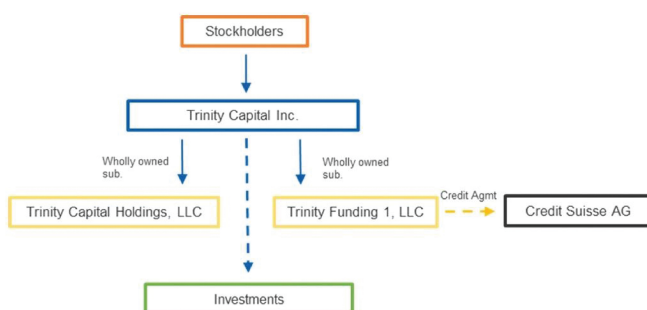 Stockholders
Trinity Capital Inc.
Wholly owned
sub.
Wholly owned
sub.
Credit Agmt
Trinity Capital Holdings, LLC
Trinity Funding 1, LLC
Credit Suisse AG
Investments